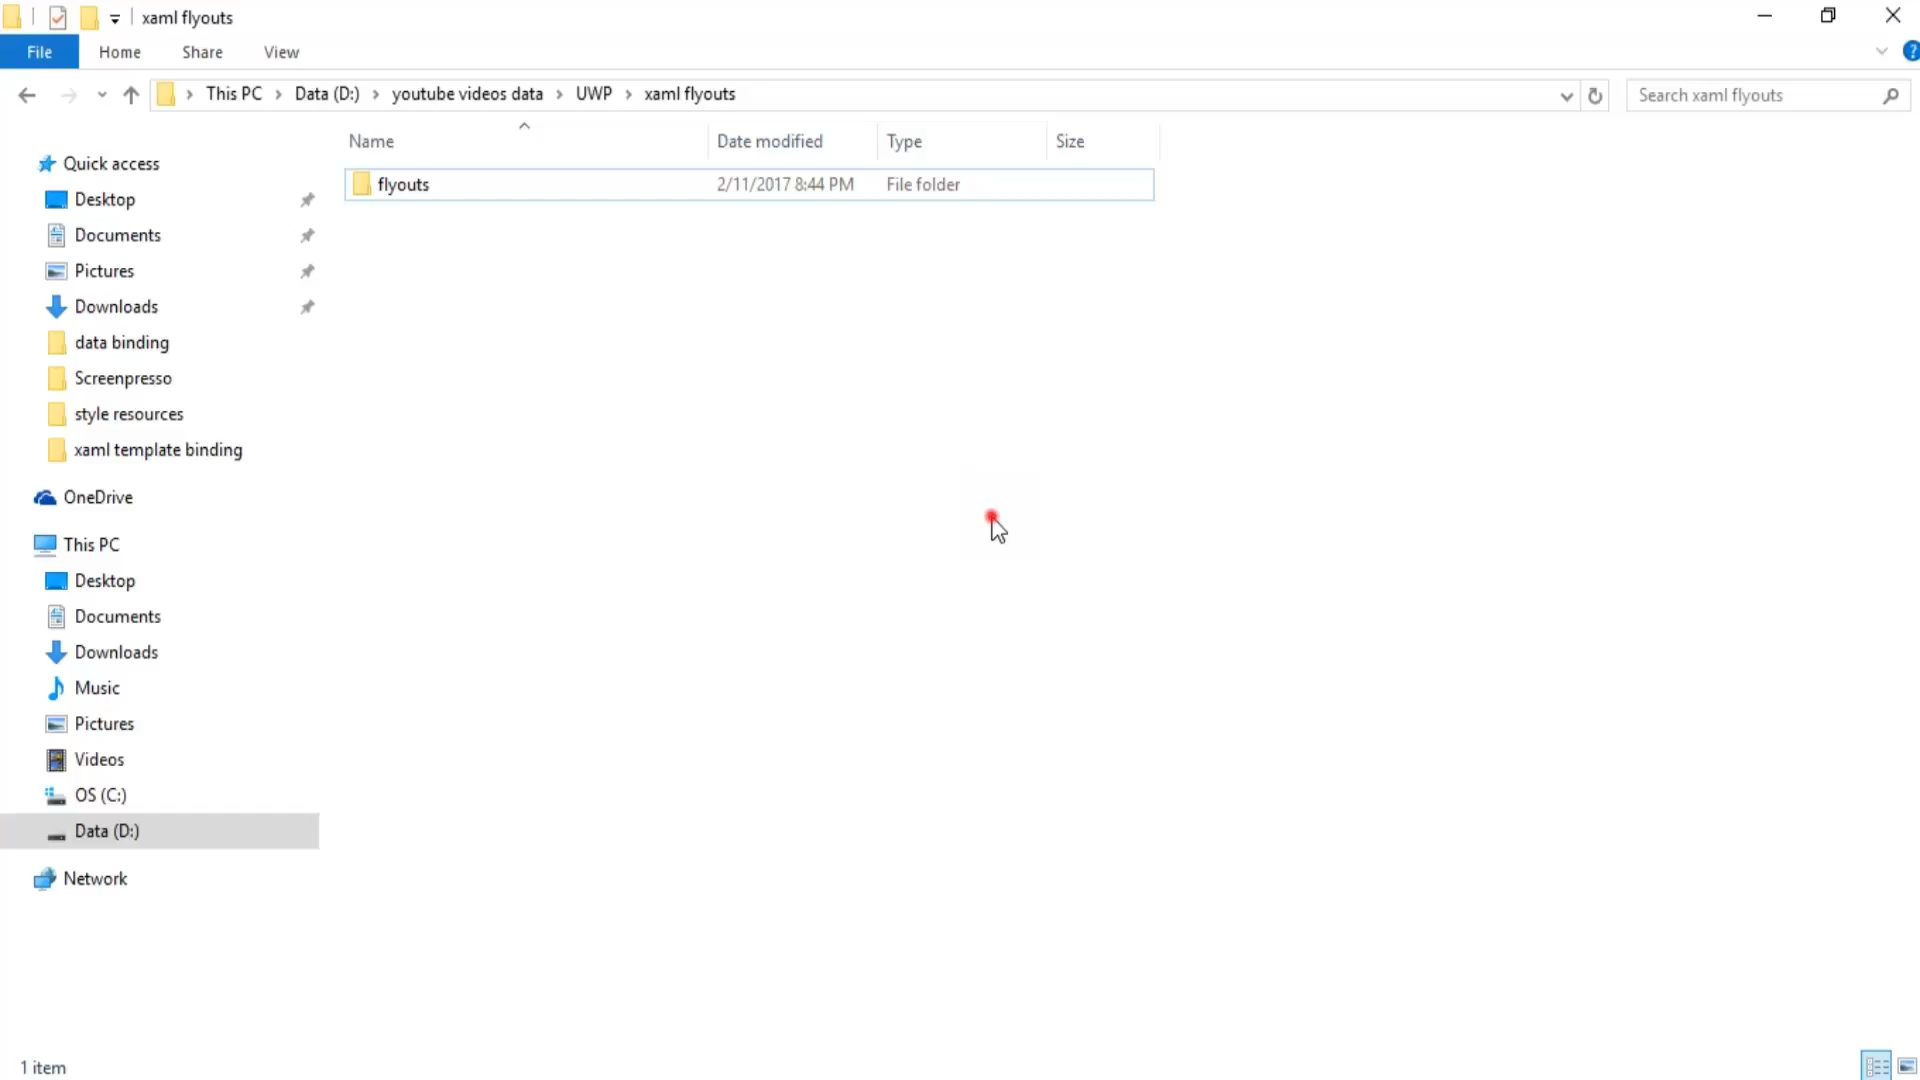 xaml flyouts
File Home Share View
?
This PC Data (D:) youtube videos data UWP xaml flyouts
Search xaml flyouts
Name Date modified Type Size
flyouts 2/11/2017 8:44 PM File folder
Quick access
Desktop
Documents
Pictures
Downloads
data binding
Screenpresso
style resources
xaml template binding
OneDrive
This PC
Desktop
Documents
Downloads
Music
Pictures
Videos
OS (C:)
Data (D:)
Network
1 item